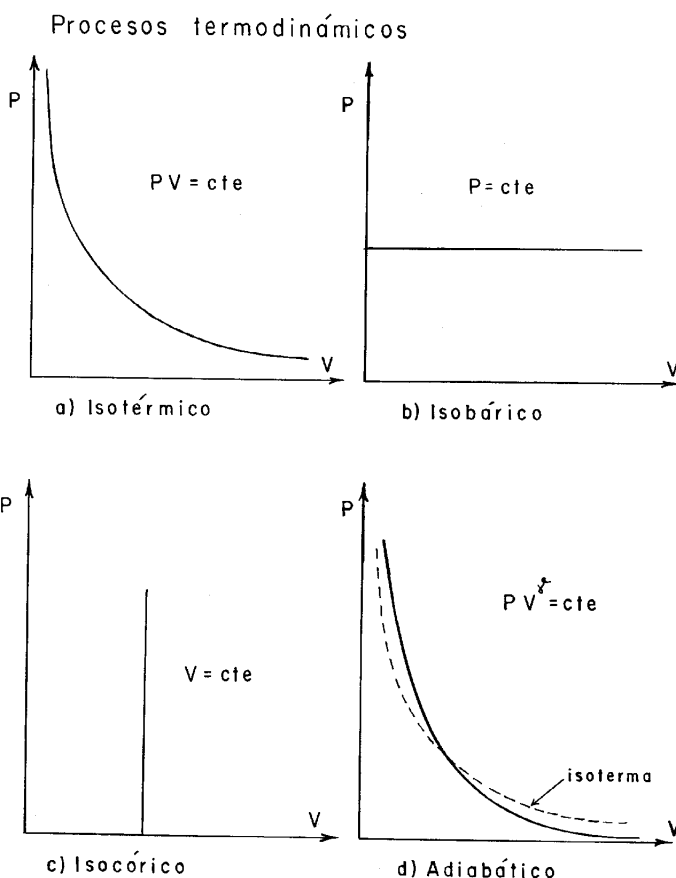 Procesos termodinámicos
P
PV = cte
V
a) Isotérmico
P
P = cte
V
b) Isobárico
P
V = cte
V
c) Isocórico
P
PV^γ = cte
isoterma
V
d) Adiabático